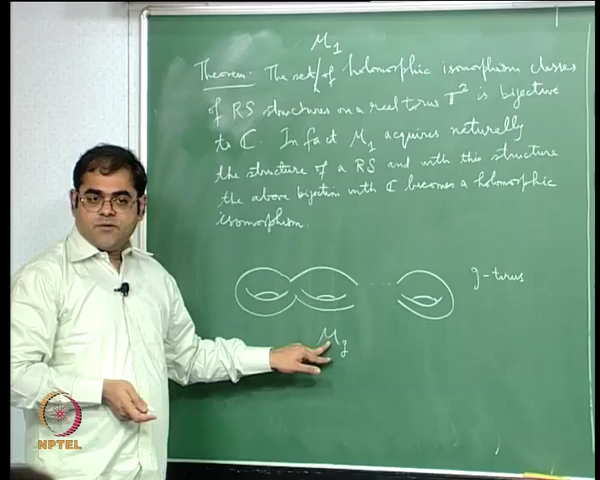 M₁
Theorem. The set of holomorphic isomorphism classes
of RS structures on a real torus T² is bijective
to ℂ. In fact M₁ acquires naturally
the structure of a RS and with this structure
the above bijection with ℂ becomes a holomorphic
isomorphism.
g-torus
M_g
NPTEL